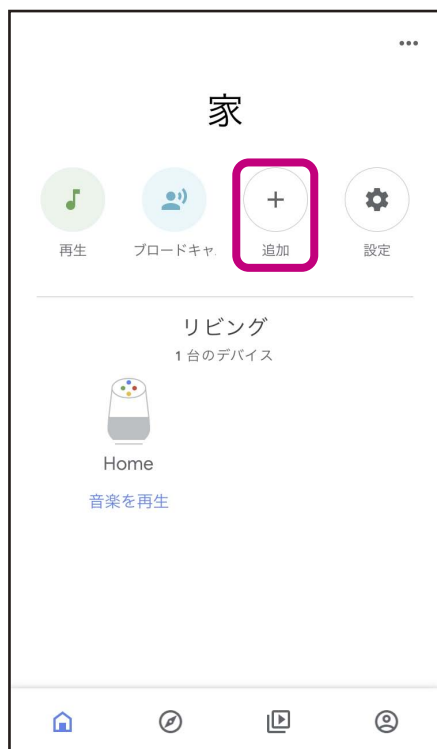 家
再生
ブロードキャ.
追加
設定
リビング
1 台のデバイス
Home
音楽を再生